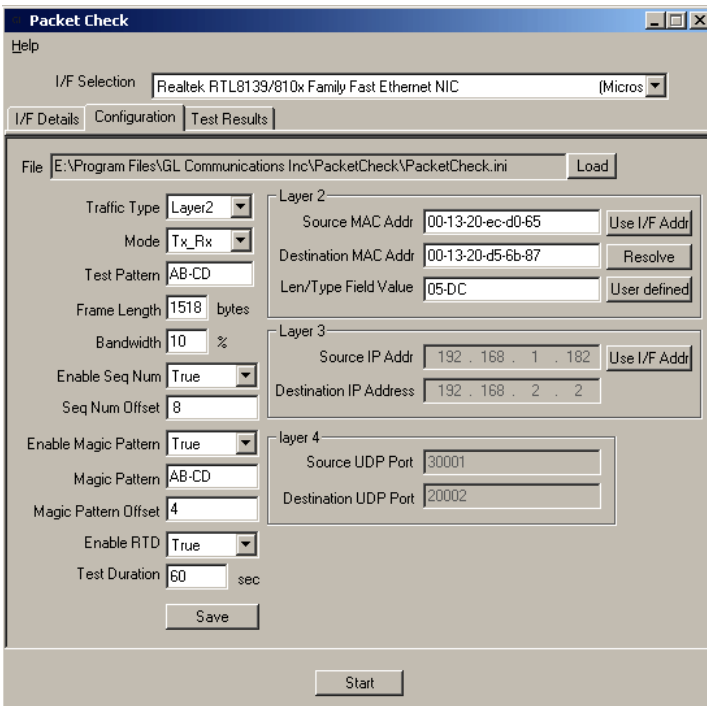 Packet Check
Help
I/F Selection Realtek RTL8139/810x Family Fast Ethernet NIC (Micros
I/F Details Configuration Test Results
File E:\Program Files\GL Communications Inc\PacketCheck\PacketCheck.ini Load
Traffic Type Layer2
Mode Tx_Rx
Test Pattern AB-CD
Frame Length 1518 bytes
Bandwidth 10 %
Enable Seq Num True
Seq Num Offset 8
Enable Magic Pattern True
Magic Pattern AB-CD
Magic Pattern Offset 4
Enable RTD True
Test Duration 60 sec
Save
Layer 2
Source MAC Addr 00-13-20-ec-d0-65 Use I/F Addr
Destination MAC Addr 00-13-20-d5-6b-87 Resolve
Len/Type Field Value 05-DC User defined
Layer 3
Source IP Addr 192 . 168 . 1 . 182 Use I/F Addr
Destination IP Address 192 . 168 . 2 . 2
layer 4
Source UDP Port 30001
Destination UDP Port 20002
Start